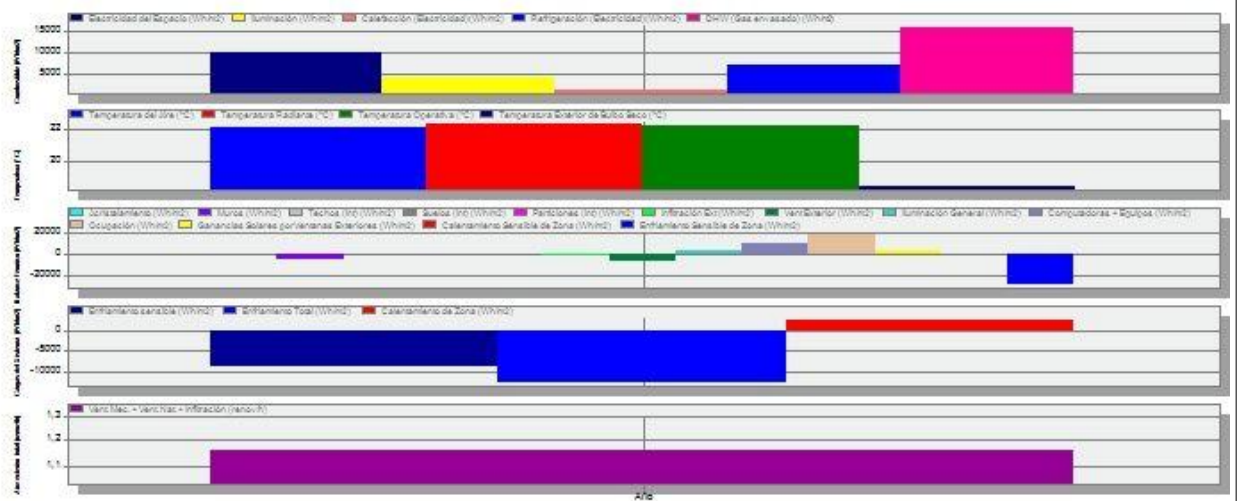 Electricidad del Espacio (Wh/m2) Iluminación (Wh/m2) Calefacción (Electricidad) (Wh/m2) Refrigeración (Electricidad) (Wh/m2) DHW (Gas envasado) (Wh/m2)
15000
10000
5000
Temperatura del Aire (°C) Temperatura Radiante (°C) Temperatura Operativa (°C) Temperatura Exterior de Bulbo Seco (°C)
22
20
Temperatura (°C)
Acristalamiento (Wh/m2) Muros (Wh/m2) Techos (Int) (Wh/m2) Suelos (Int) (Wh/m2) Particiones (Int) (Wh/m2) Infiltración Ext (Wh/m2) Vent Exterior (Wh/m2) Iluminación General (Wh/m2) Computadoras + Equipos (Wh/m2)
Ocupación (Wh/m2) Ganancias Solares por Ventanas Exteriores (Wh/m2) Calentamiento Sensible de Zona (Wh/m2) Enfriamiento Sensible de Zona (Wh/m2)
20000
0
-20000
Enfriamiento sensible (Wh/m2) Enfriamiento Total (Wh/m2) Calentamiento de Zona (Wh/m2)
0
-5000
-10000
Vent Mec. + Vent Nat. + Infiltración (renov/h)
1,3
1,2
1,1
Año